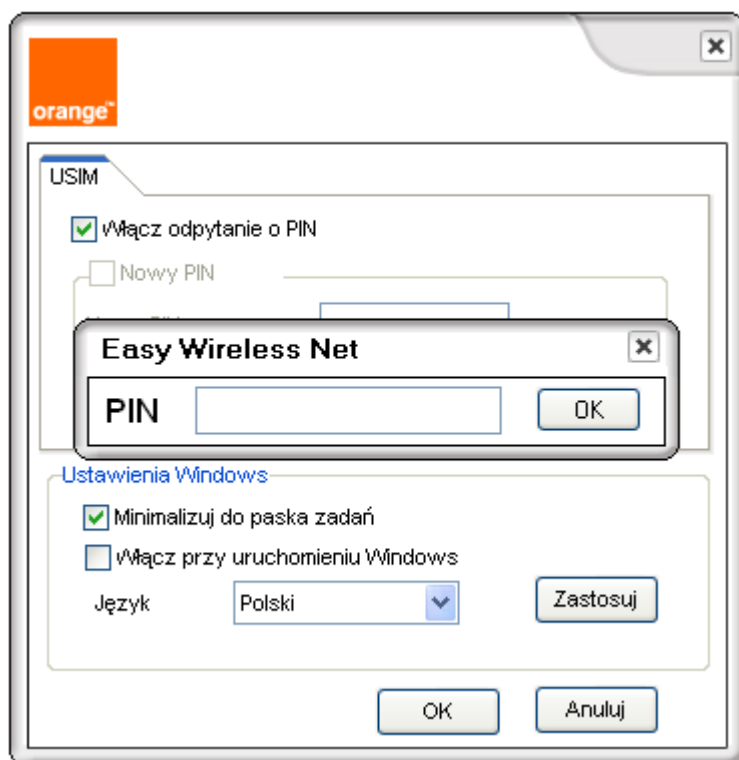 orange™
USIM
Włącz odpytanie o PIN
Nowy PIN
Easy Wireless Net
PIN
OK
Ustawienia Windows
Minimalizuj do paska zadań
Włącz przy uruchomieniu Windows
Język
Polski
Zastosuj
OK
Anuluj